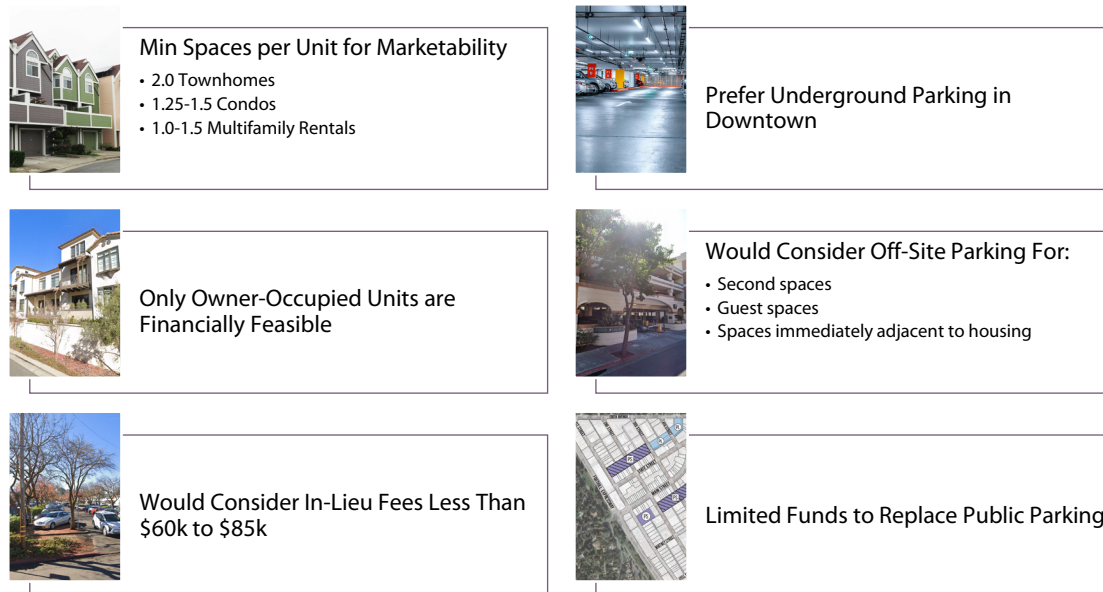 Min Spaces per Unit for Marketability
• 2.0 Townhomes
• 1.25-1.5 Condos
• 1.0-1.5 Multifamily Rentals
Prefer Underground Parking in
Downtown
Only Owner-Occupied Units are
Financially Feasible
Would Consider Off-Site Parking For:
• Second spaces
• Guest spaces
• Spaces immediately adjacent to housing
Would Consider In-Lieu Fees Less Than
$60k to $85k
Limited Funds to Replace Public Parking